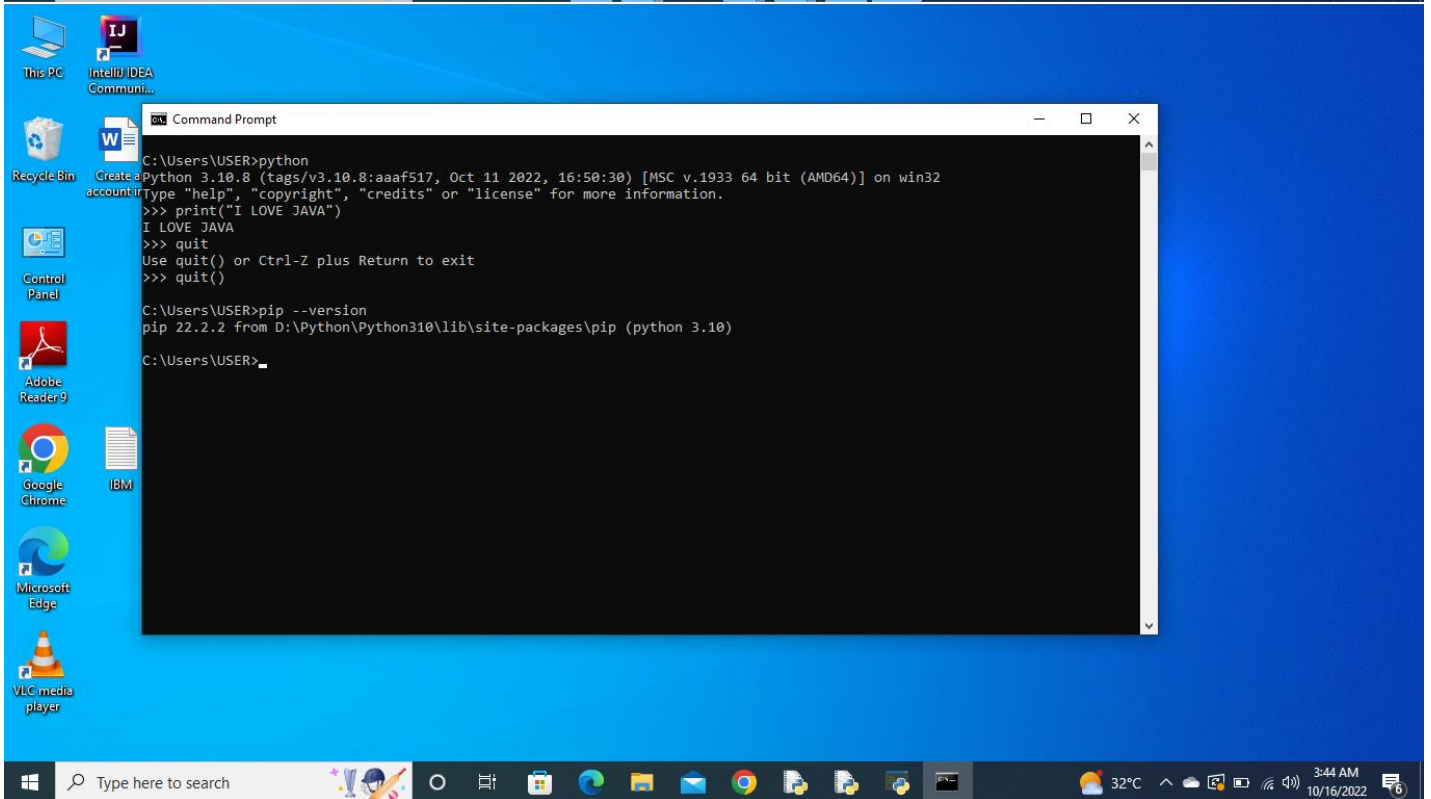 This PC
IJ
IntelliJ IDEA
Communi...
Command Prompt
C:\Users\USER>python
Python 3.10.8 (tags/v3.10.8:aaaf517, Oct 11 2022, 16:50:30) [MSC v.1933 64 bit (AMD64)] on win32
Type "help", "copyright", "credits" or "license" for more information.
>>> print("I LOVE JAVA")
I LOVE JAVA
>>> quit
Use quit() or Ctrl-Z plus Return to exit
>>> quit()
C:\Users\USER>pip --version
pip 22.2.2 from D:\Python\Python310\lib\site-packages\pip (python 3.10)
C:\Users\USER>
Recycle Bin
W
Create a
account in
Control
Panel
Adobe
Reader 9
Google
Chrome
IBM
Microsoft
Edge
VLC media
player
Type here to search
32°C
3:44 AM
10/16/2022
6